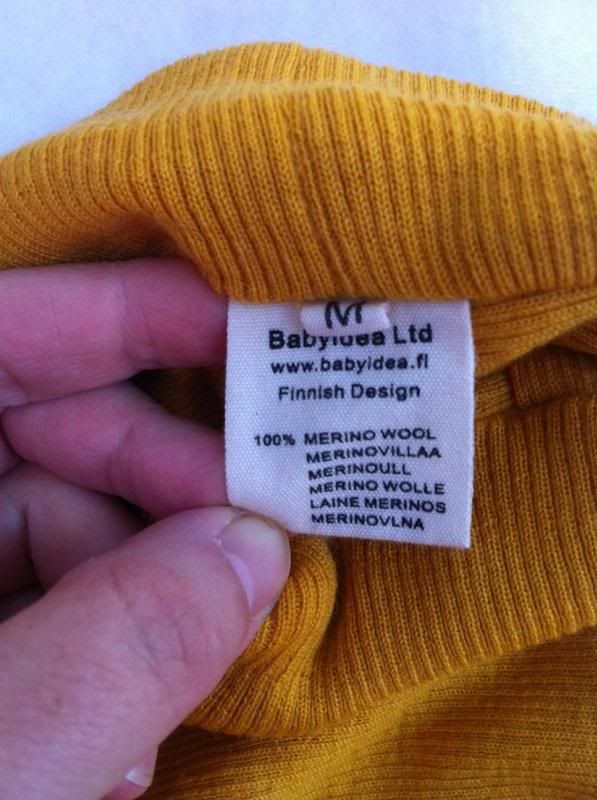 M
Babyidea Ltd
www.babyidea.fi
Finnish Design
100% MERINO WOOL
MERINOVILLAA
MERINOULL
MERINO WOLLE
LAINE MERINOS
MERINOVLNA